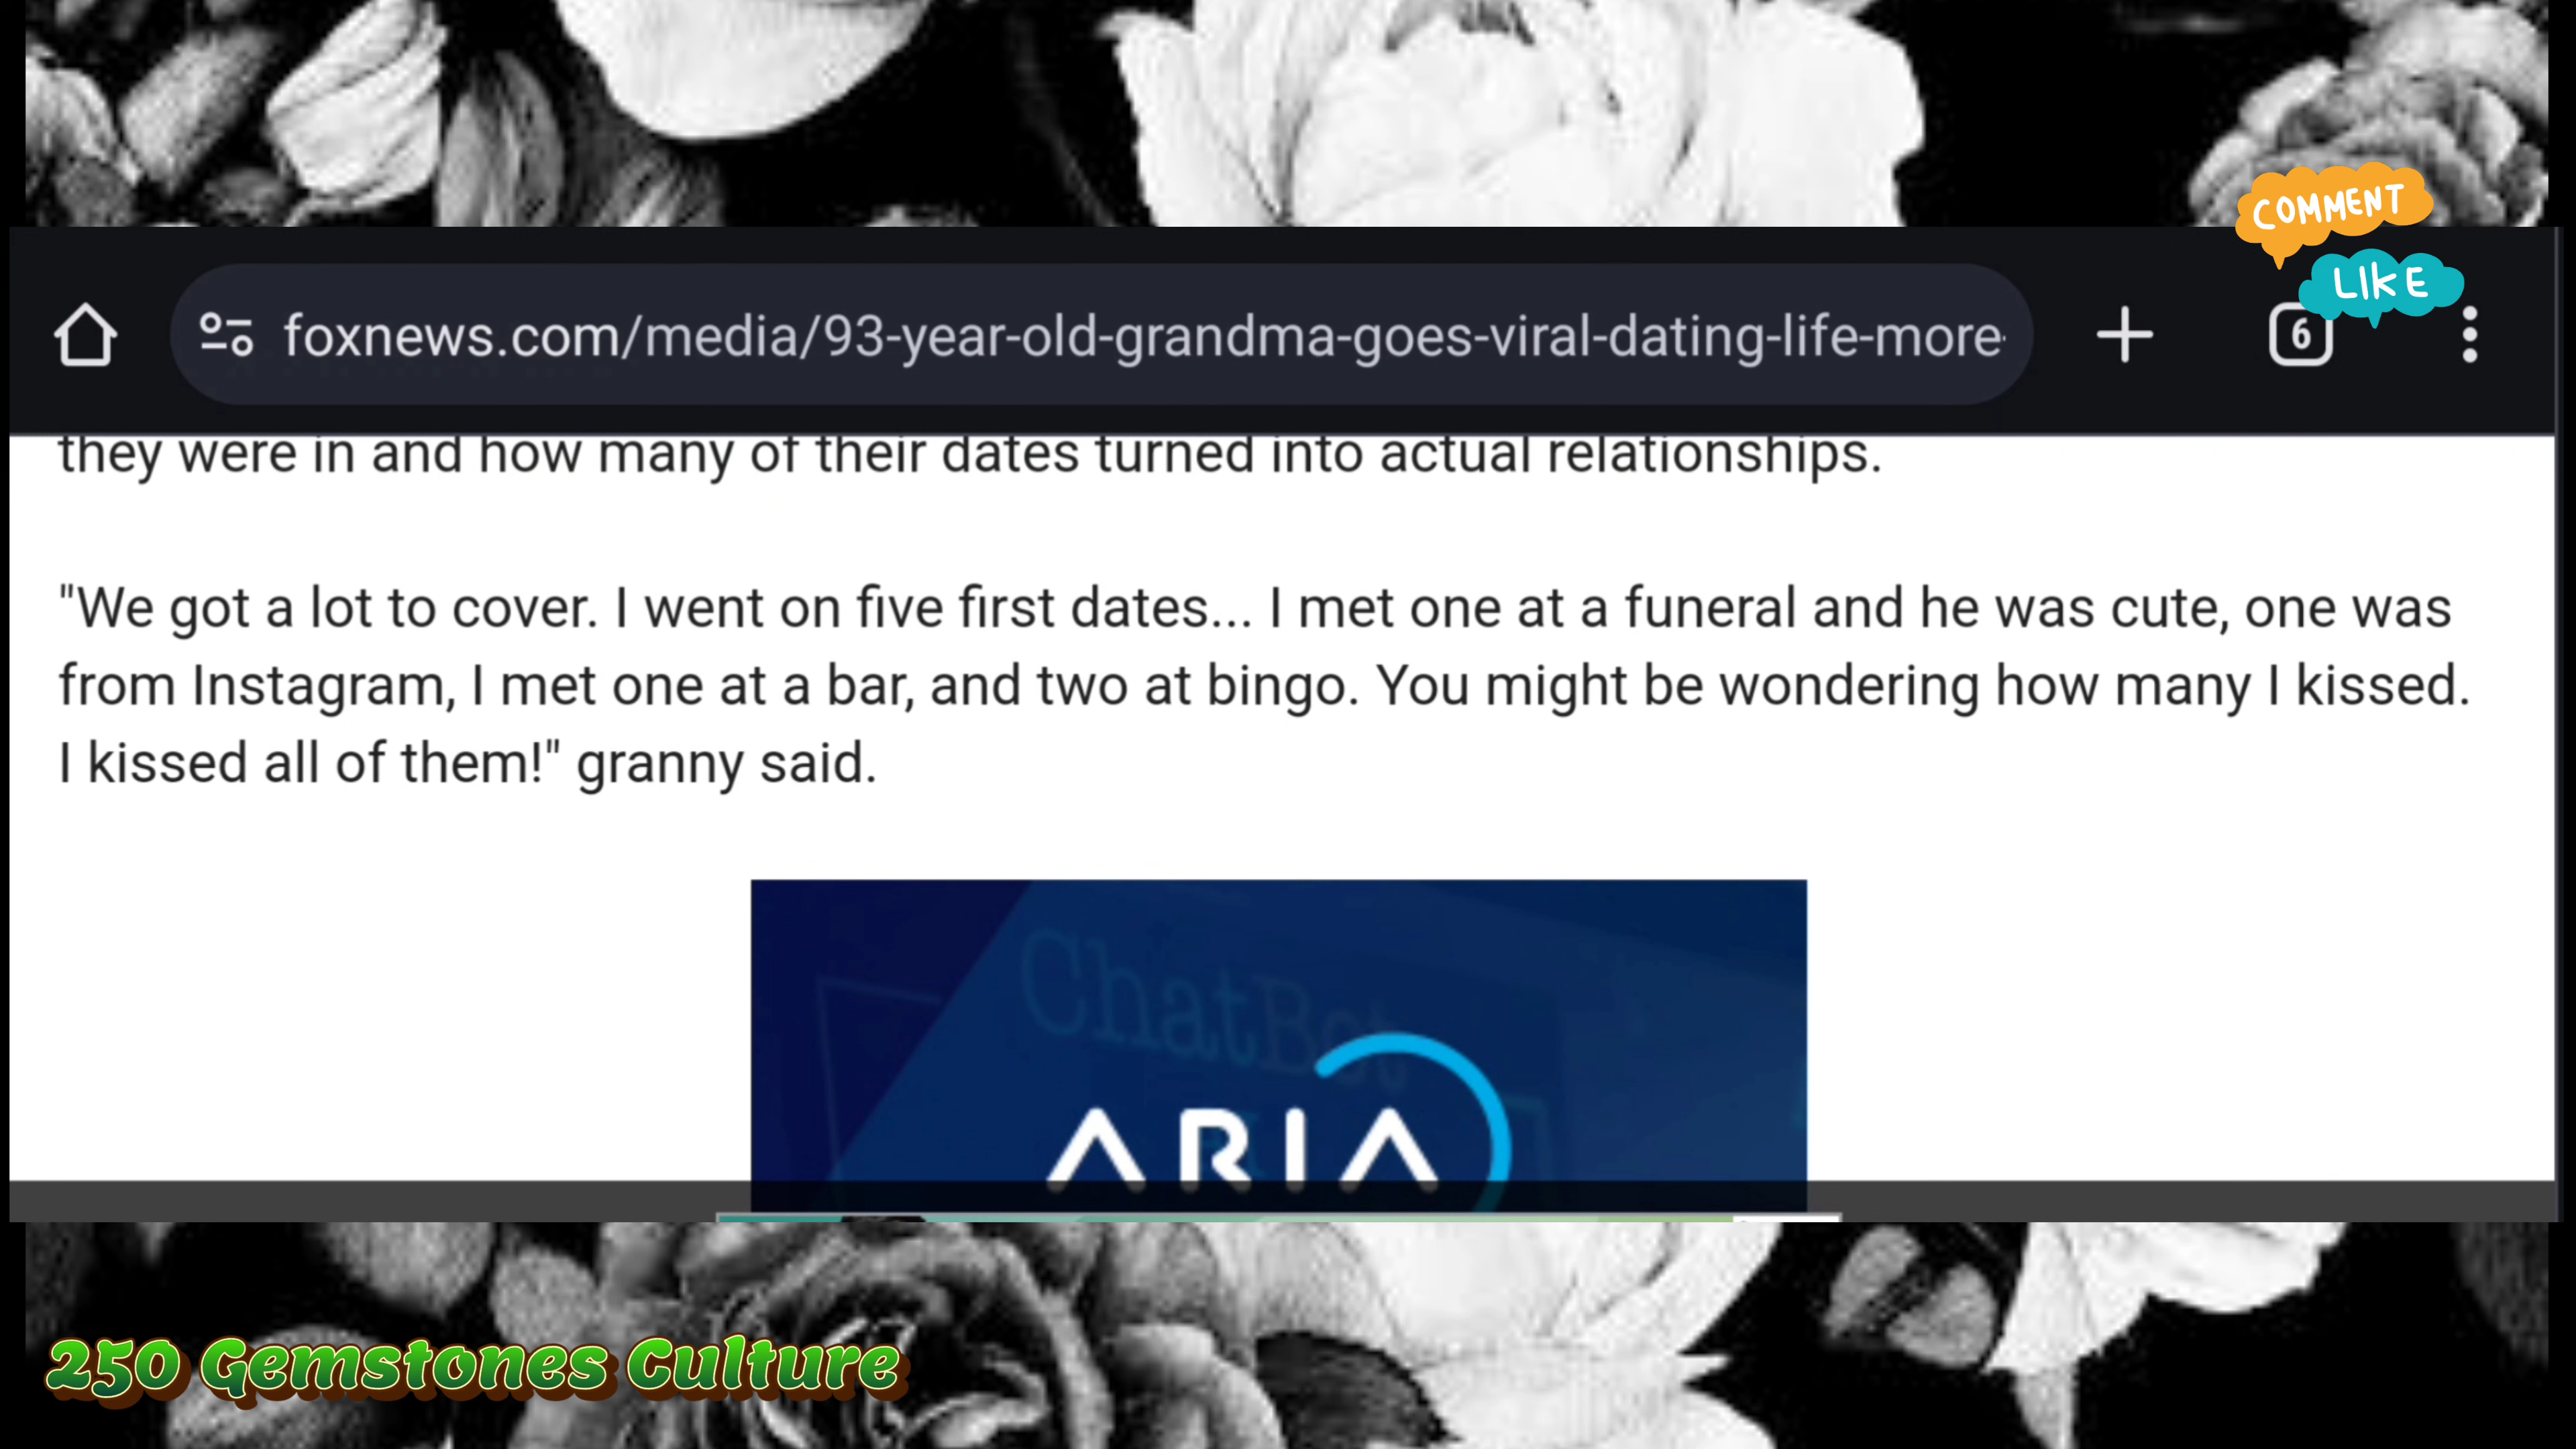 COMMENT
LIKE
foxnews.com/media/93-year-old-grandma-goes-viral-dating-life-more-
6
they were in and how many of their dates turned into actual relationships.
"We got a lot to cover. I went on five first dates... I met one at a funeral and he was cute, one was
from Instagram, I met one at a bar, and two at bingo. You might be wondering how many I kissed.
I kissed all of them!" granny said.
ChatBot
ARIA
250 Gemstones Culture